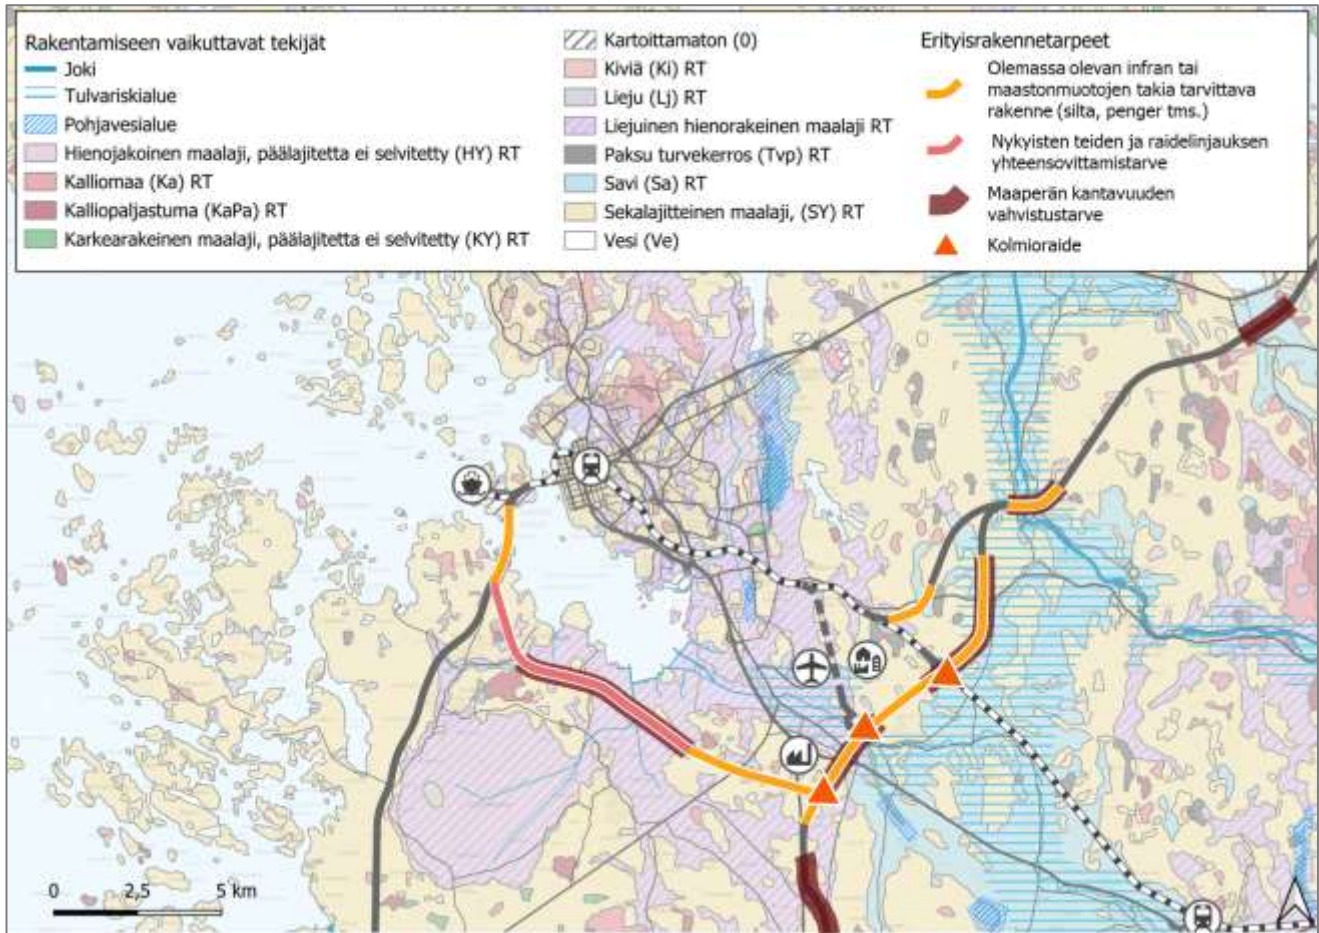 Rakentamiseen vaikuttavat tekijät
Joki
Tulvariskialue
Pohjavesialue
Hienojakoinen maalaji, päälajitetta ei selvitetty (HY) RT
Kalliomaa (Ka) RT
Kalliopaljastuma (KaPa) RT
Karkearakeinen maalaji, päälajitetta ei selvitetty (KY) RT
Kartoittamaton (0)
Kiviä (Ki) RT
Lieju (Lj) RT
Liejuinen hienorakeinen maalaji RT
Paksu turvekerros (Tvp) RT
Savi (Sa) RT
Sekalajitteinen maalaji, (SY) RT
Vesi (Ve)
Erityisrakennetarpeet
Olemassa olevan infran tai
maastonmuotojen takia tarvittava
rakenne (silta, penger tms.)
Nykyisten teiden ja raidelinjauksen
yhteensovittamistarve
Maaperän kantavuuden
vahvistustarve
Kolmioraide
0 2,5 5 km